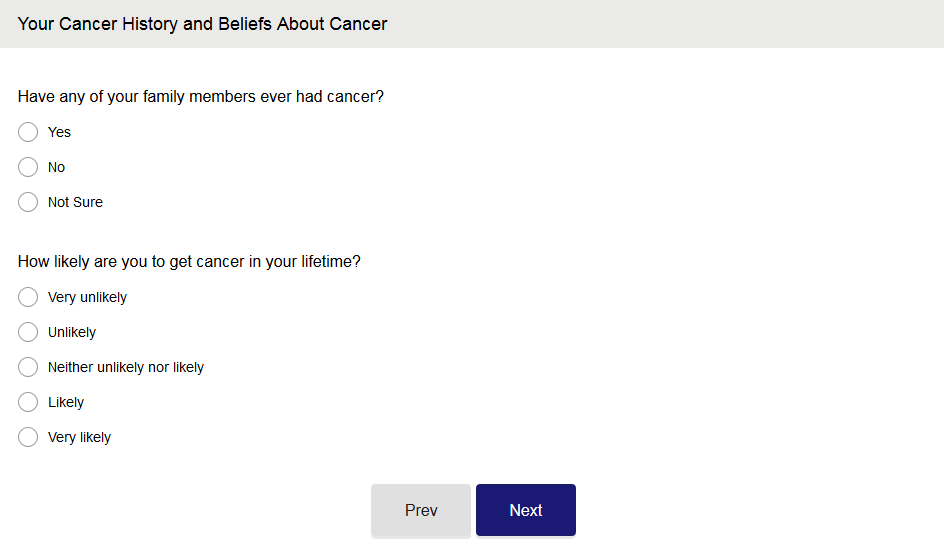 Your Cancer History and Beliefs About Cancer
Have any of your family members ever had cancer?
Yes
No
Not Sure
How likely are you to get cancer in your lifetime?
Very unlikely
Unlikely
Neither unlikely nor likely
Likely
Very likely
Prev Next